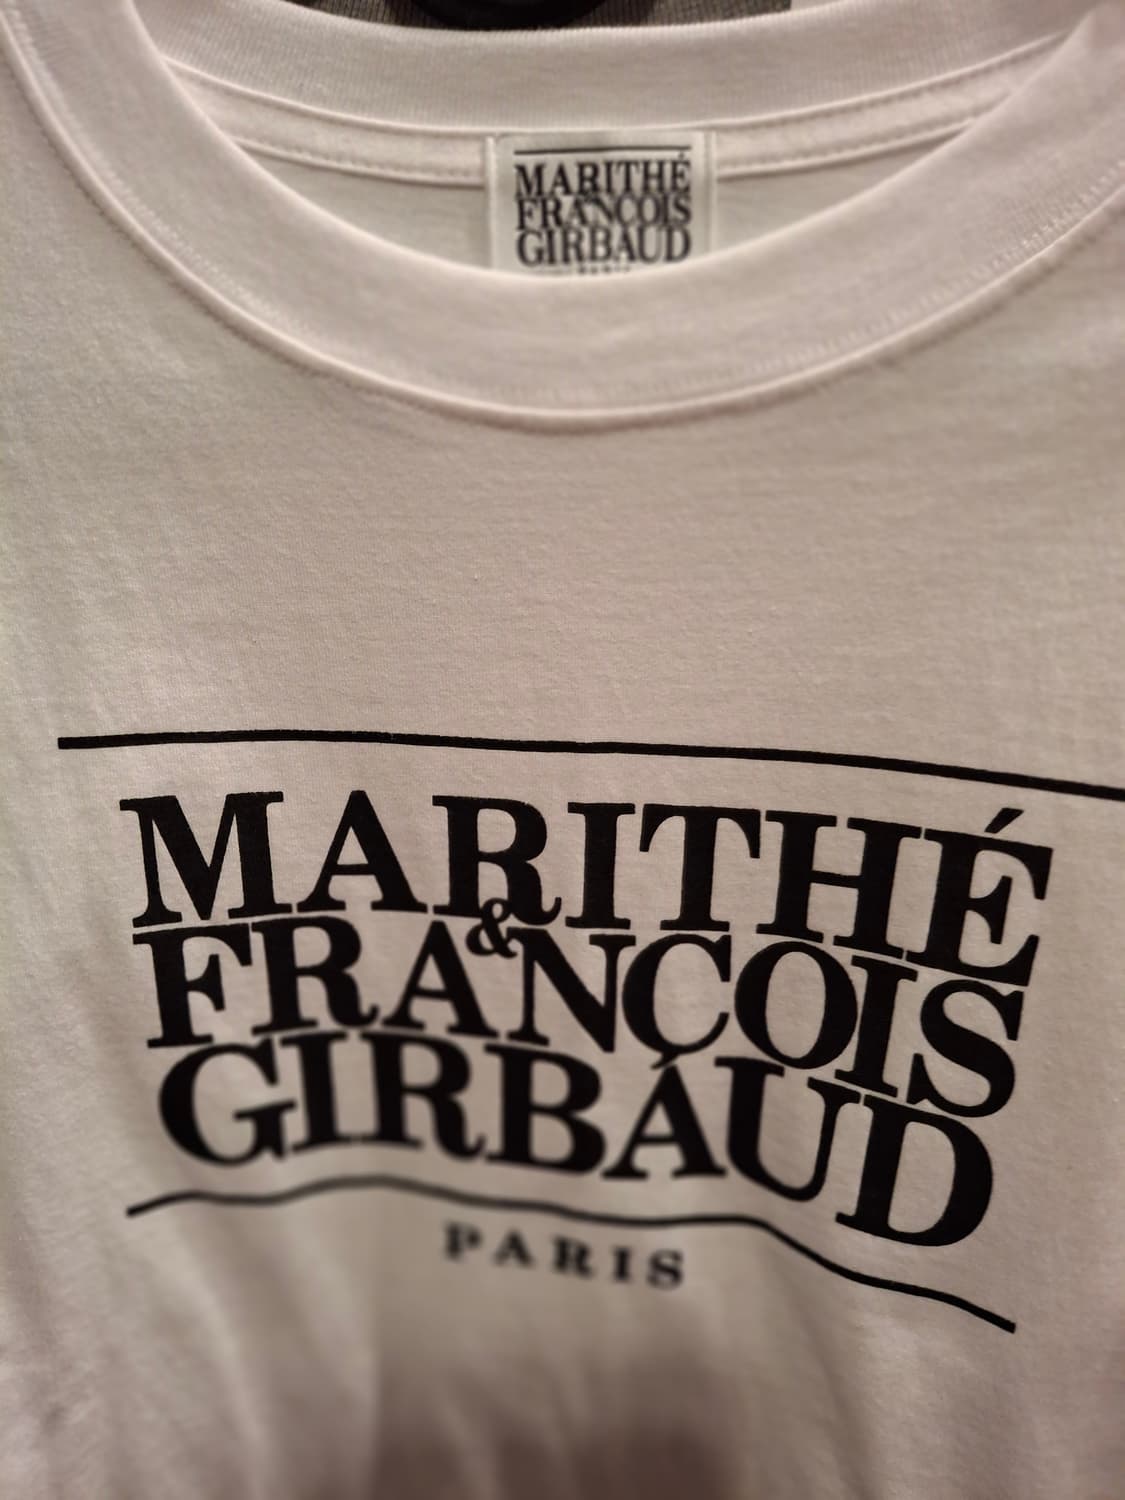 MARITHÉ
FRANÇOIS
GIRBAUD
MARITHÉ
&
FRANÇOIS
GIRBAUD
PARIS